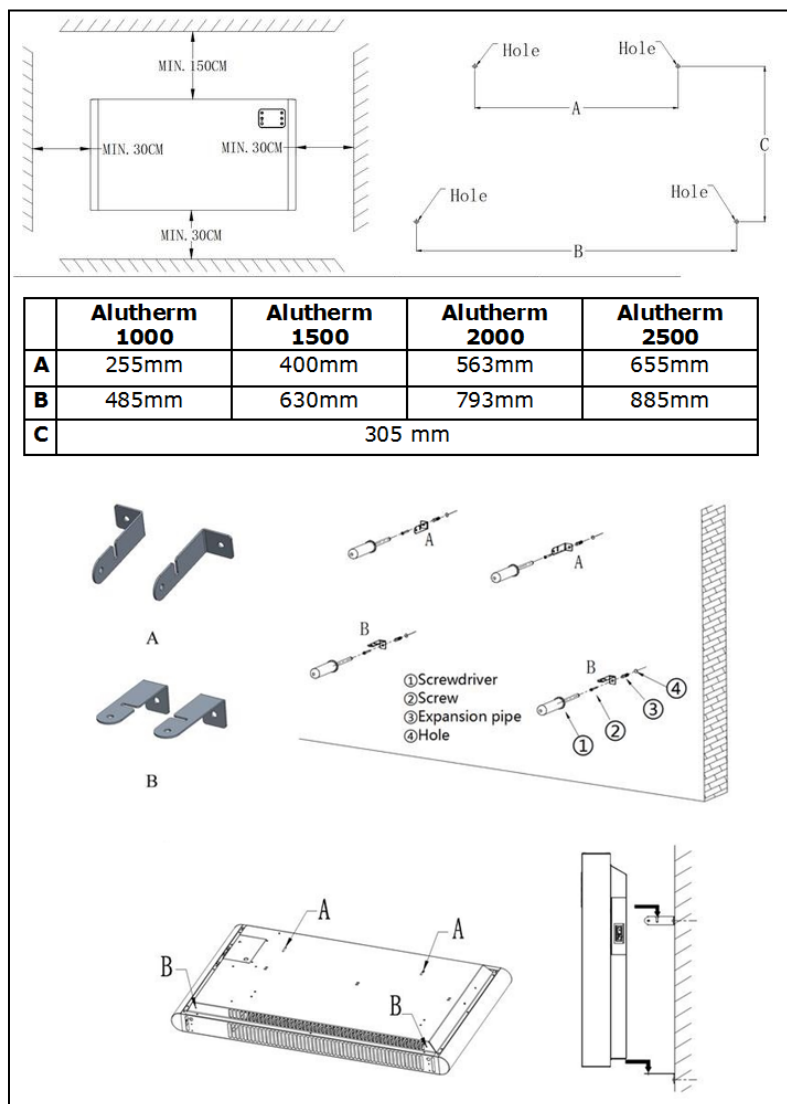 MIN. 150CM
MIN. 30CM
MIN. 30CM
MIN. 30CM
Hole
Hole
A
C
Hole
Hole
B
Alutherm 1000 Alutherm 1500 Alutherm 2000 Alutherm 2500
A 255mm 400mm 563mm 655mm
B 485mm 630mm 793mm 885mm
C 305 mm
A
A
A
B
B
B
①Screwdriver
②Screw
③Expansion pipe
④Hole
①
②
③
④
A
A
B
B